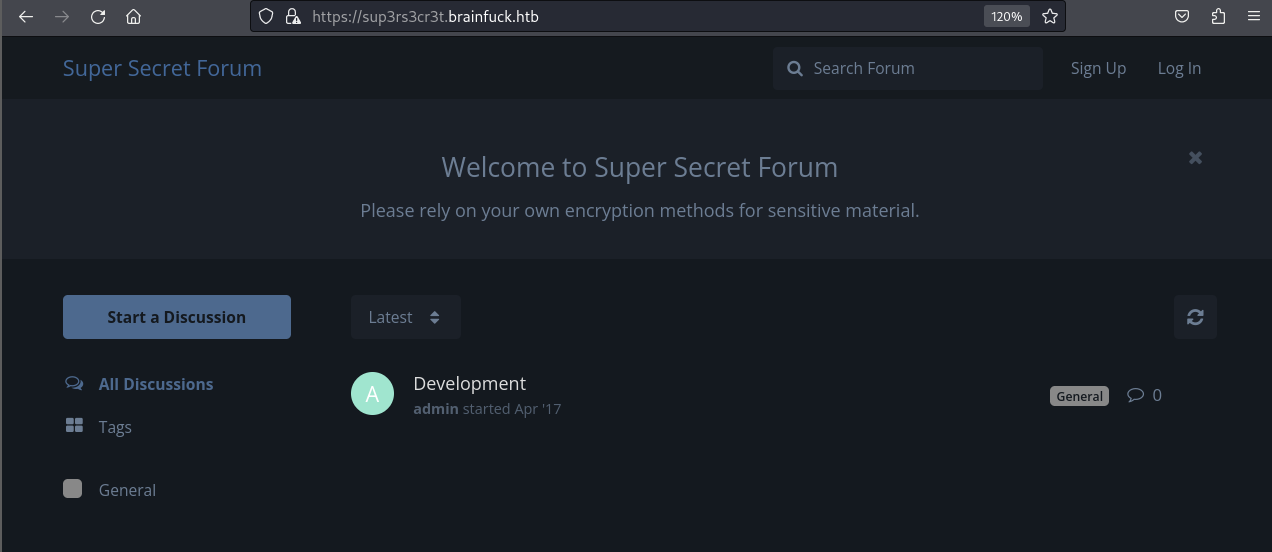 https://sup3rs3cr3t.brainfuck.htb
120%
Super Secret Forum
Search Forum
Sign Up
Log In
Welcome to Super Secret Forum
Please rely on your own encryption methods for sensitive material.
Start a Discussion
Latest
All Discussions
Tags
General
A
Development
admin started Apr '17
General
0